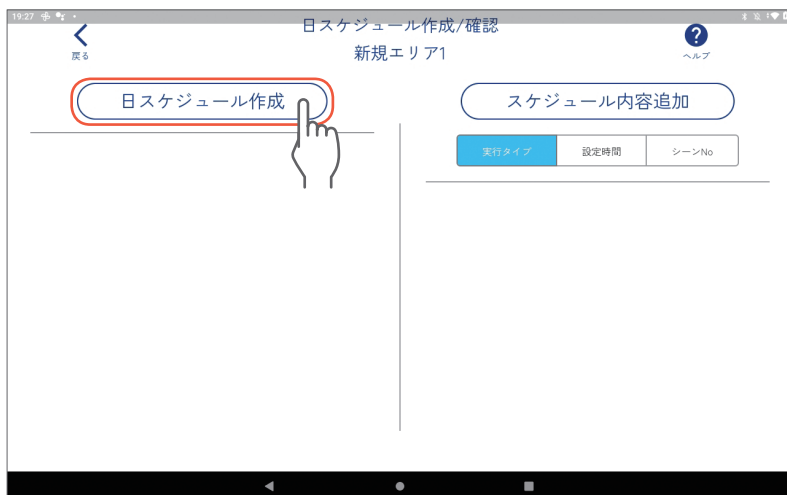 19:27
日スケジュール作成/確認
戻る
新規エリア1
ヘルプ
日スケジュール作成
スケジュール内容追加
実行タイプ
設定時間
シーンNo